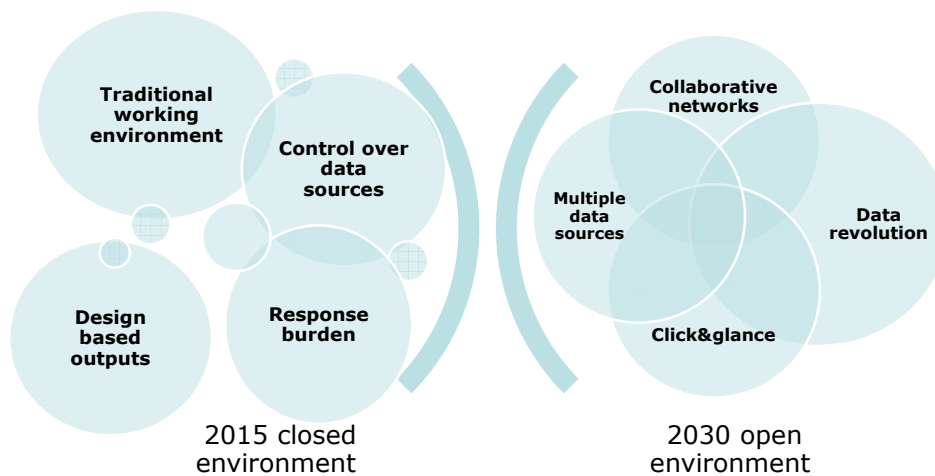 Traditional
working
environment
Control over
data
sources
Design
based
outputs
Response
burden
2015 closed
environment
Collaborative
networks
Multiple
data
sources
Data
revolution
Click&glance
2030 open
environment